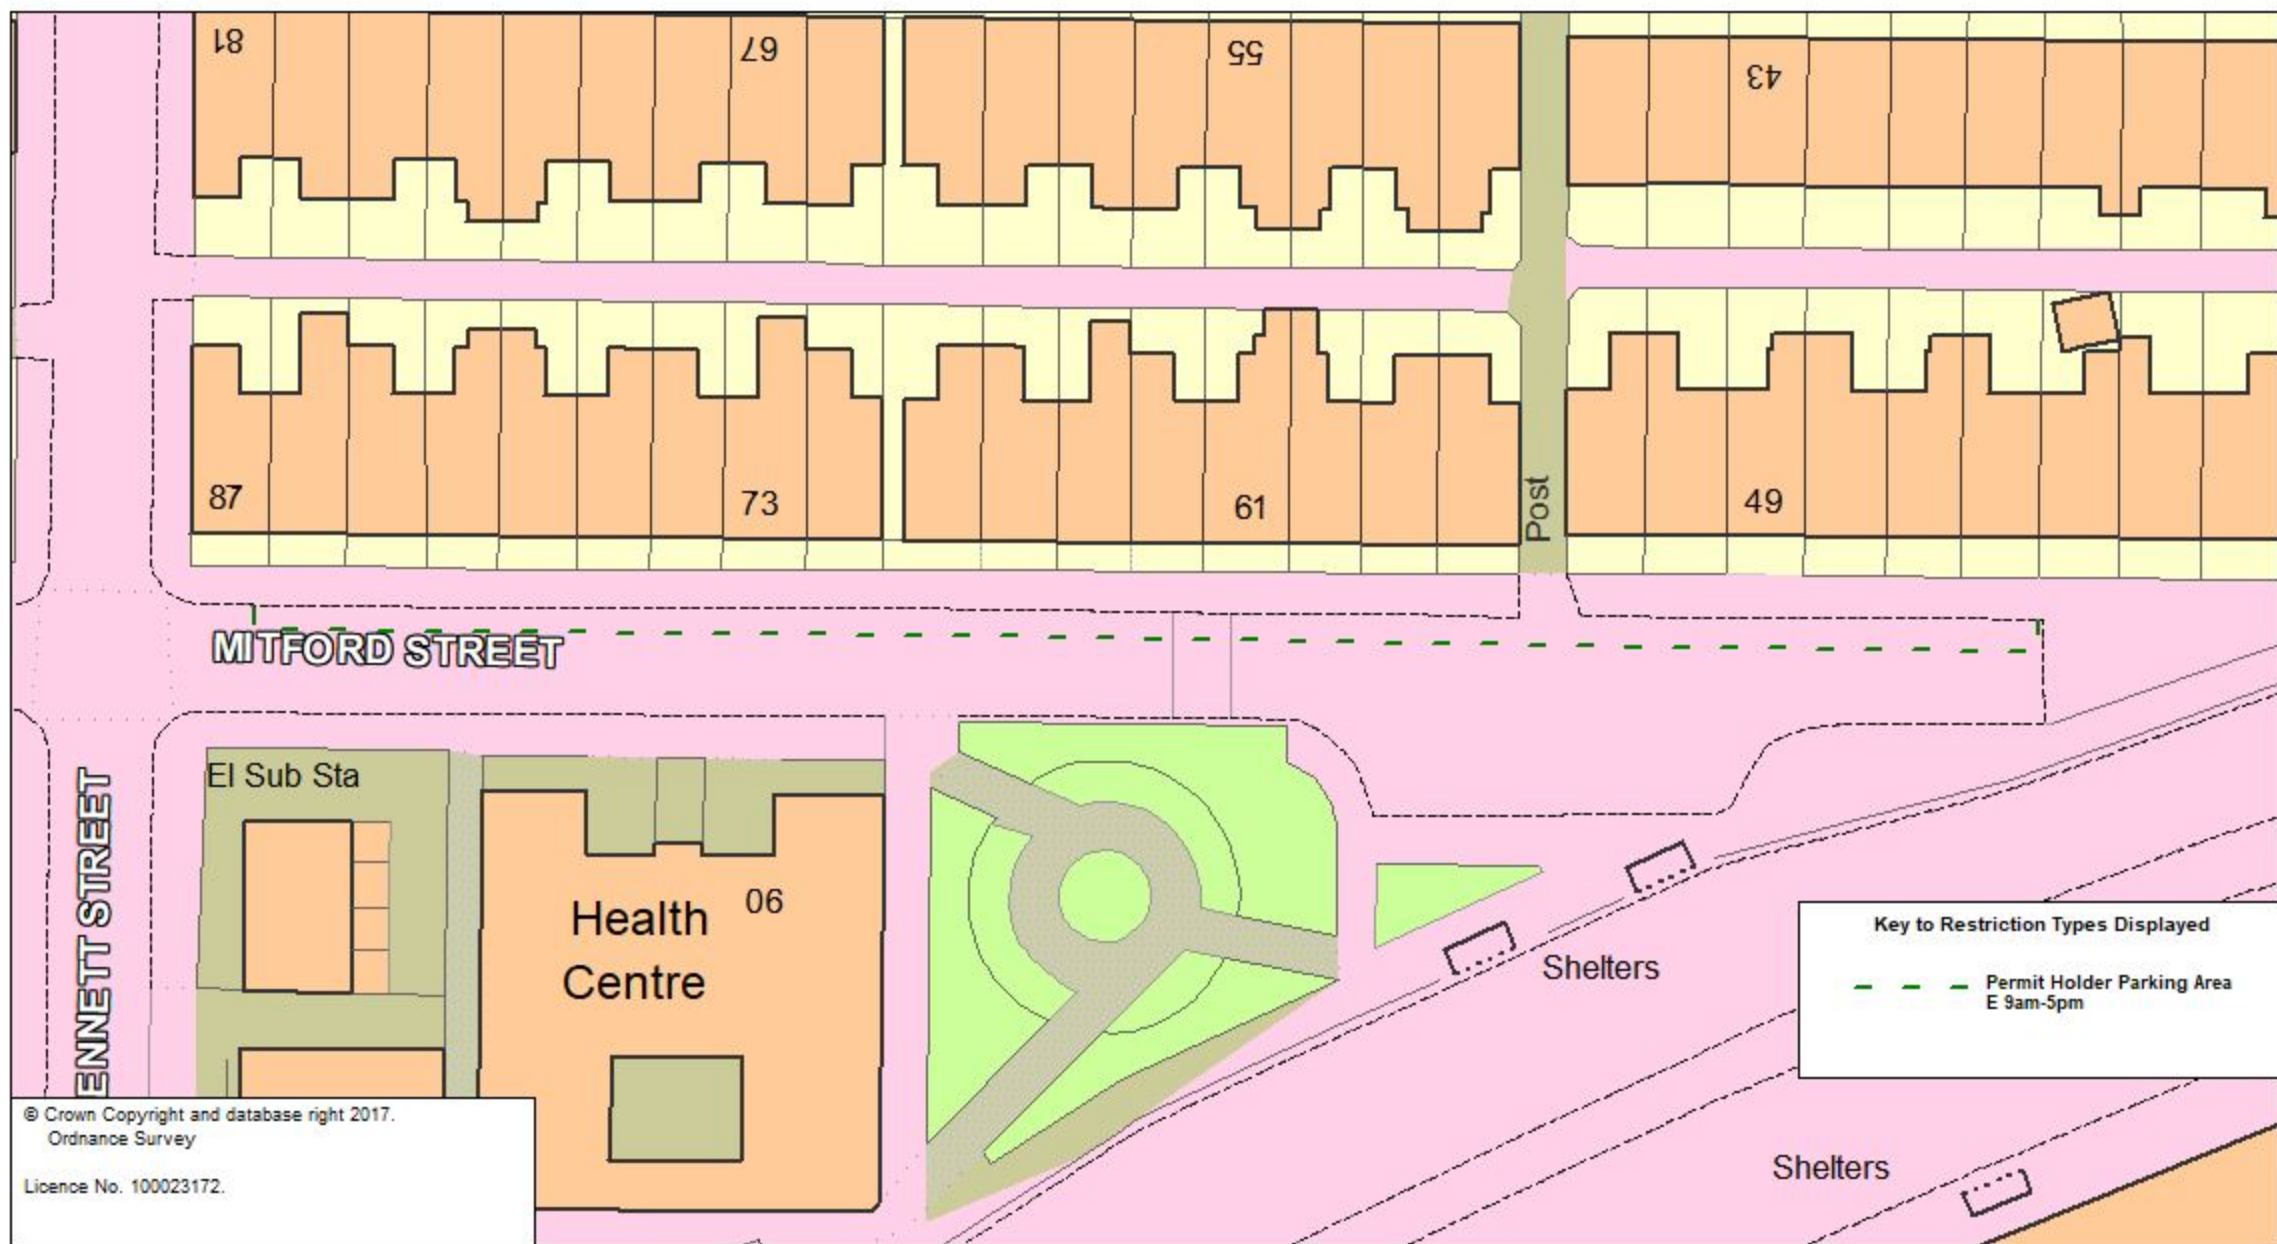 81
67
55
43
87
73
61
Post
49
MITFORD STREET
El Sub Sta
ENNETT STREET
Health
Centre
06
Shelters
Shelters
Key to Restriction Types Displayed
Permit Holder Parking Area
E 9am-5pm
© Crown Copyright and database right 2017.
Ordnance Survey
Licence No. 100023172.